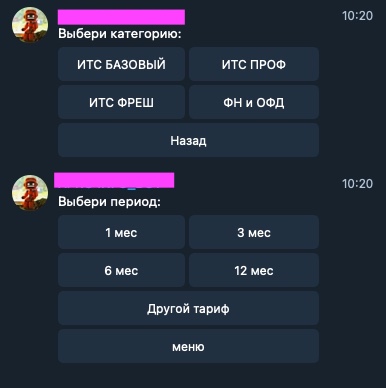 10:20
Выбери категорию:
ИТС БАЗОВЫЙ
ИТС ПРОФ
ИТС ФРЕШ
ФН и ОФД
Назад
10:20
Выбери период:
1 мес
3 мес
6 мес
12 мес
Другой тариф
меню